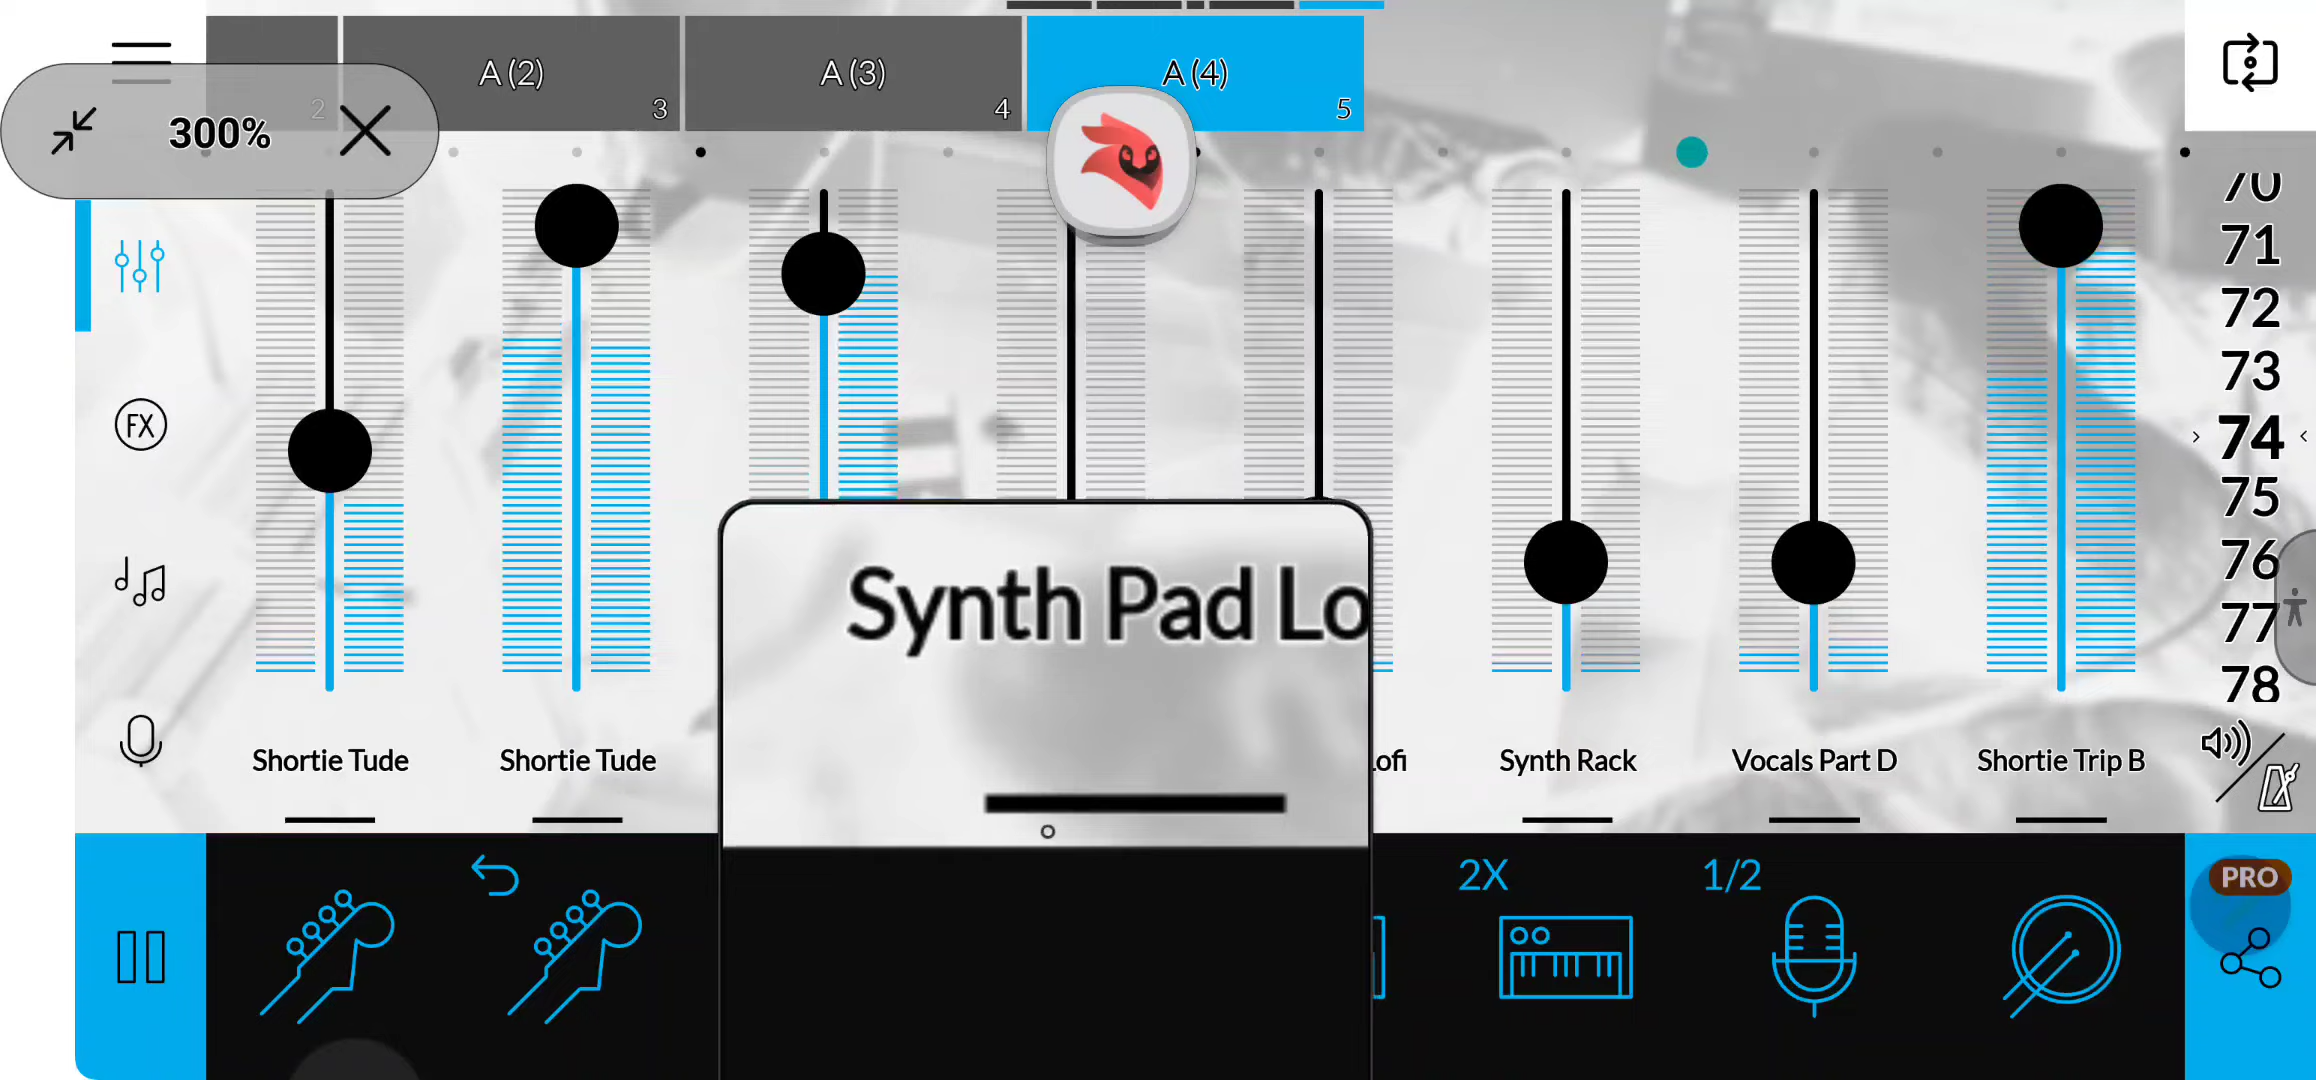 A (2)
A (3)
A (4)
2
3
4
5
300%
70
71
72
73
74
75
76
77
78
FX
Synth Pad Lo
Shortie Tude
Shortie Tude
ofi
Synth Rack
Vocals Part D
Shortie Trip B
2X
1/2
PRO